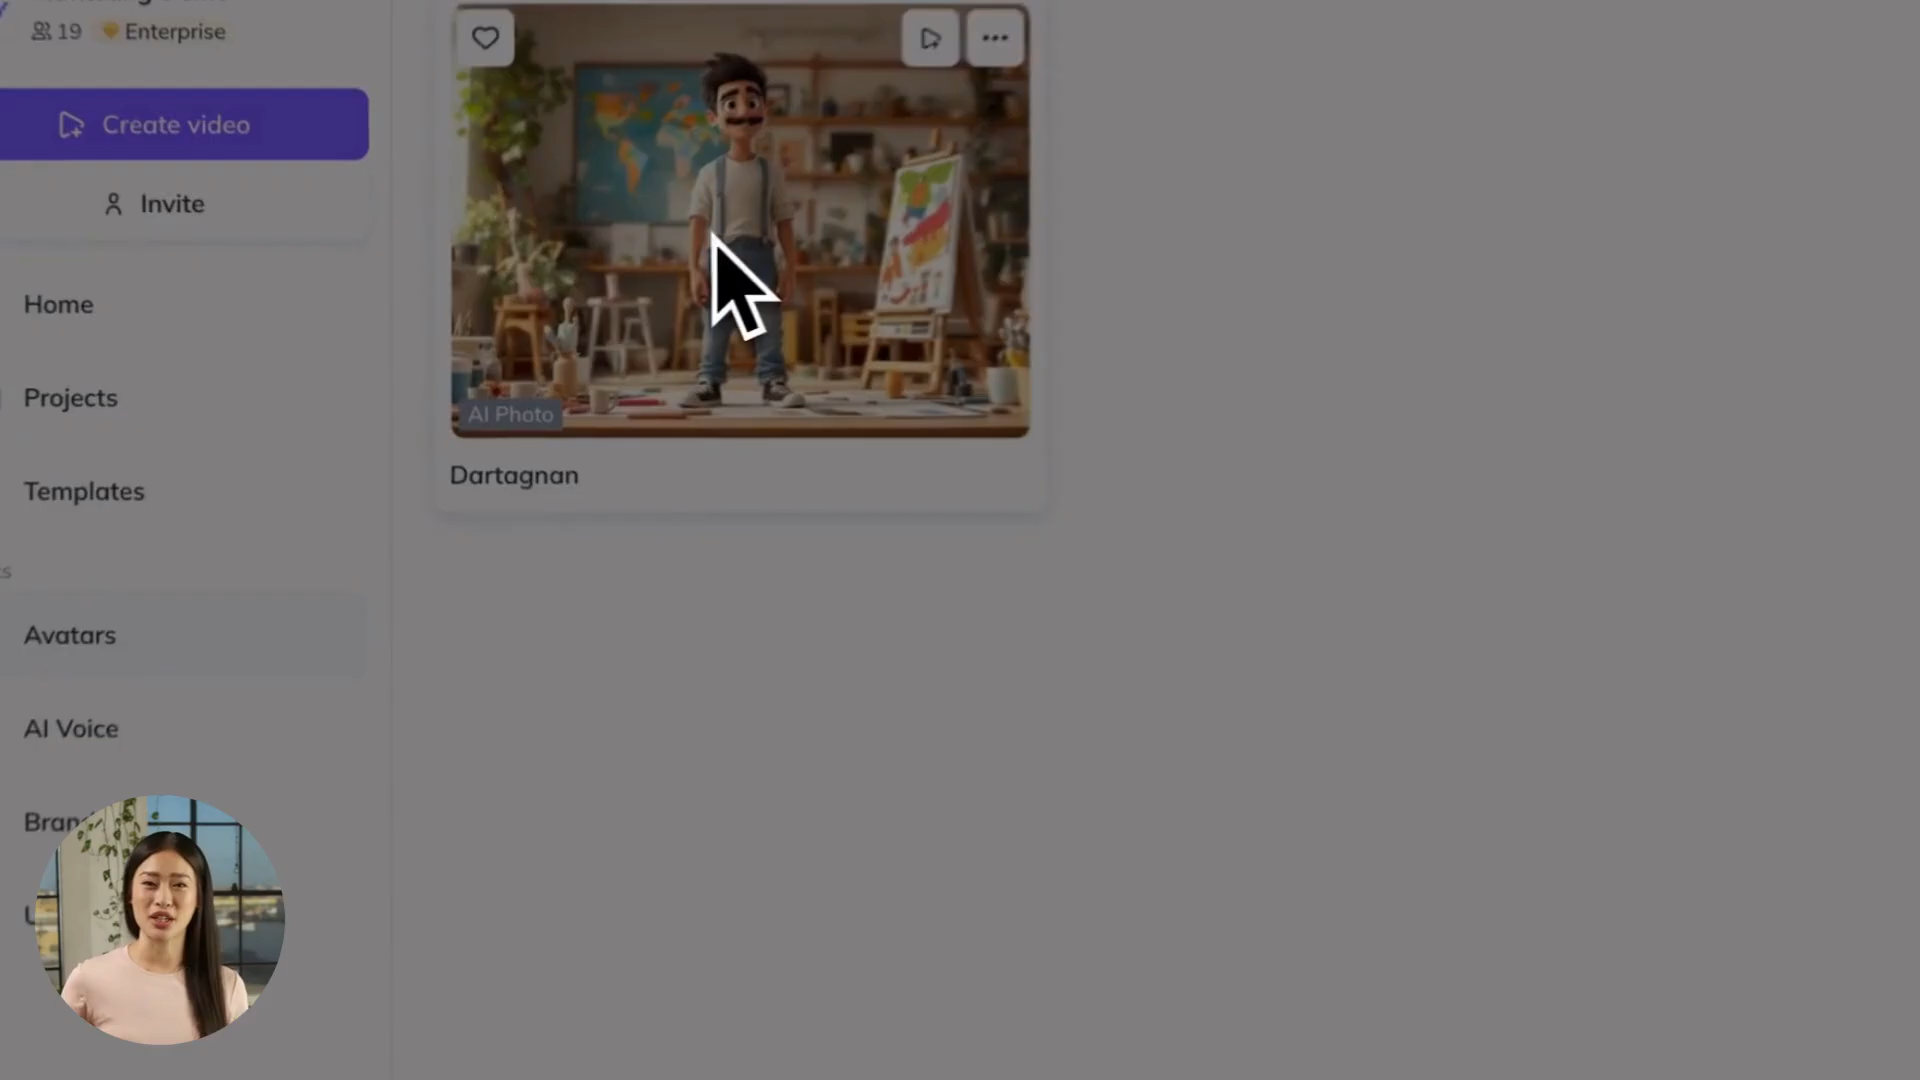 19 Enterprise
Create video
Invite
Home
Projects
Templates
Avatars
AI Voice
AI Photo
Dartagnan